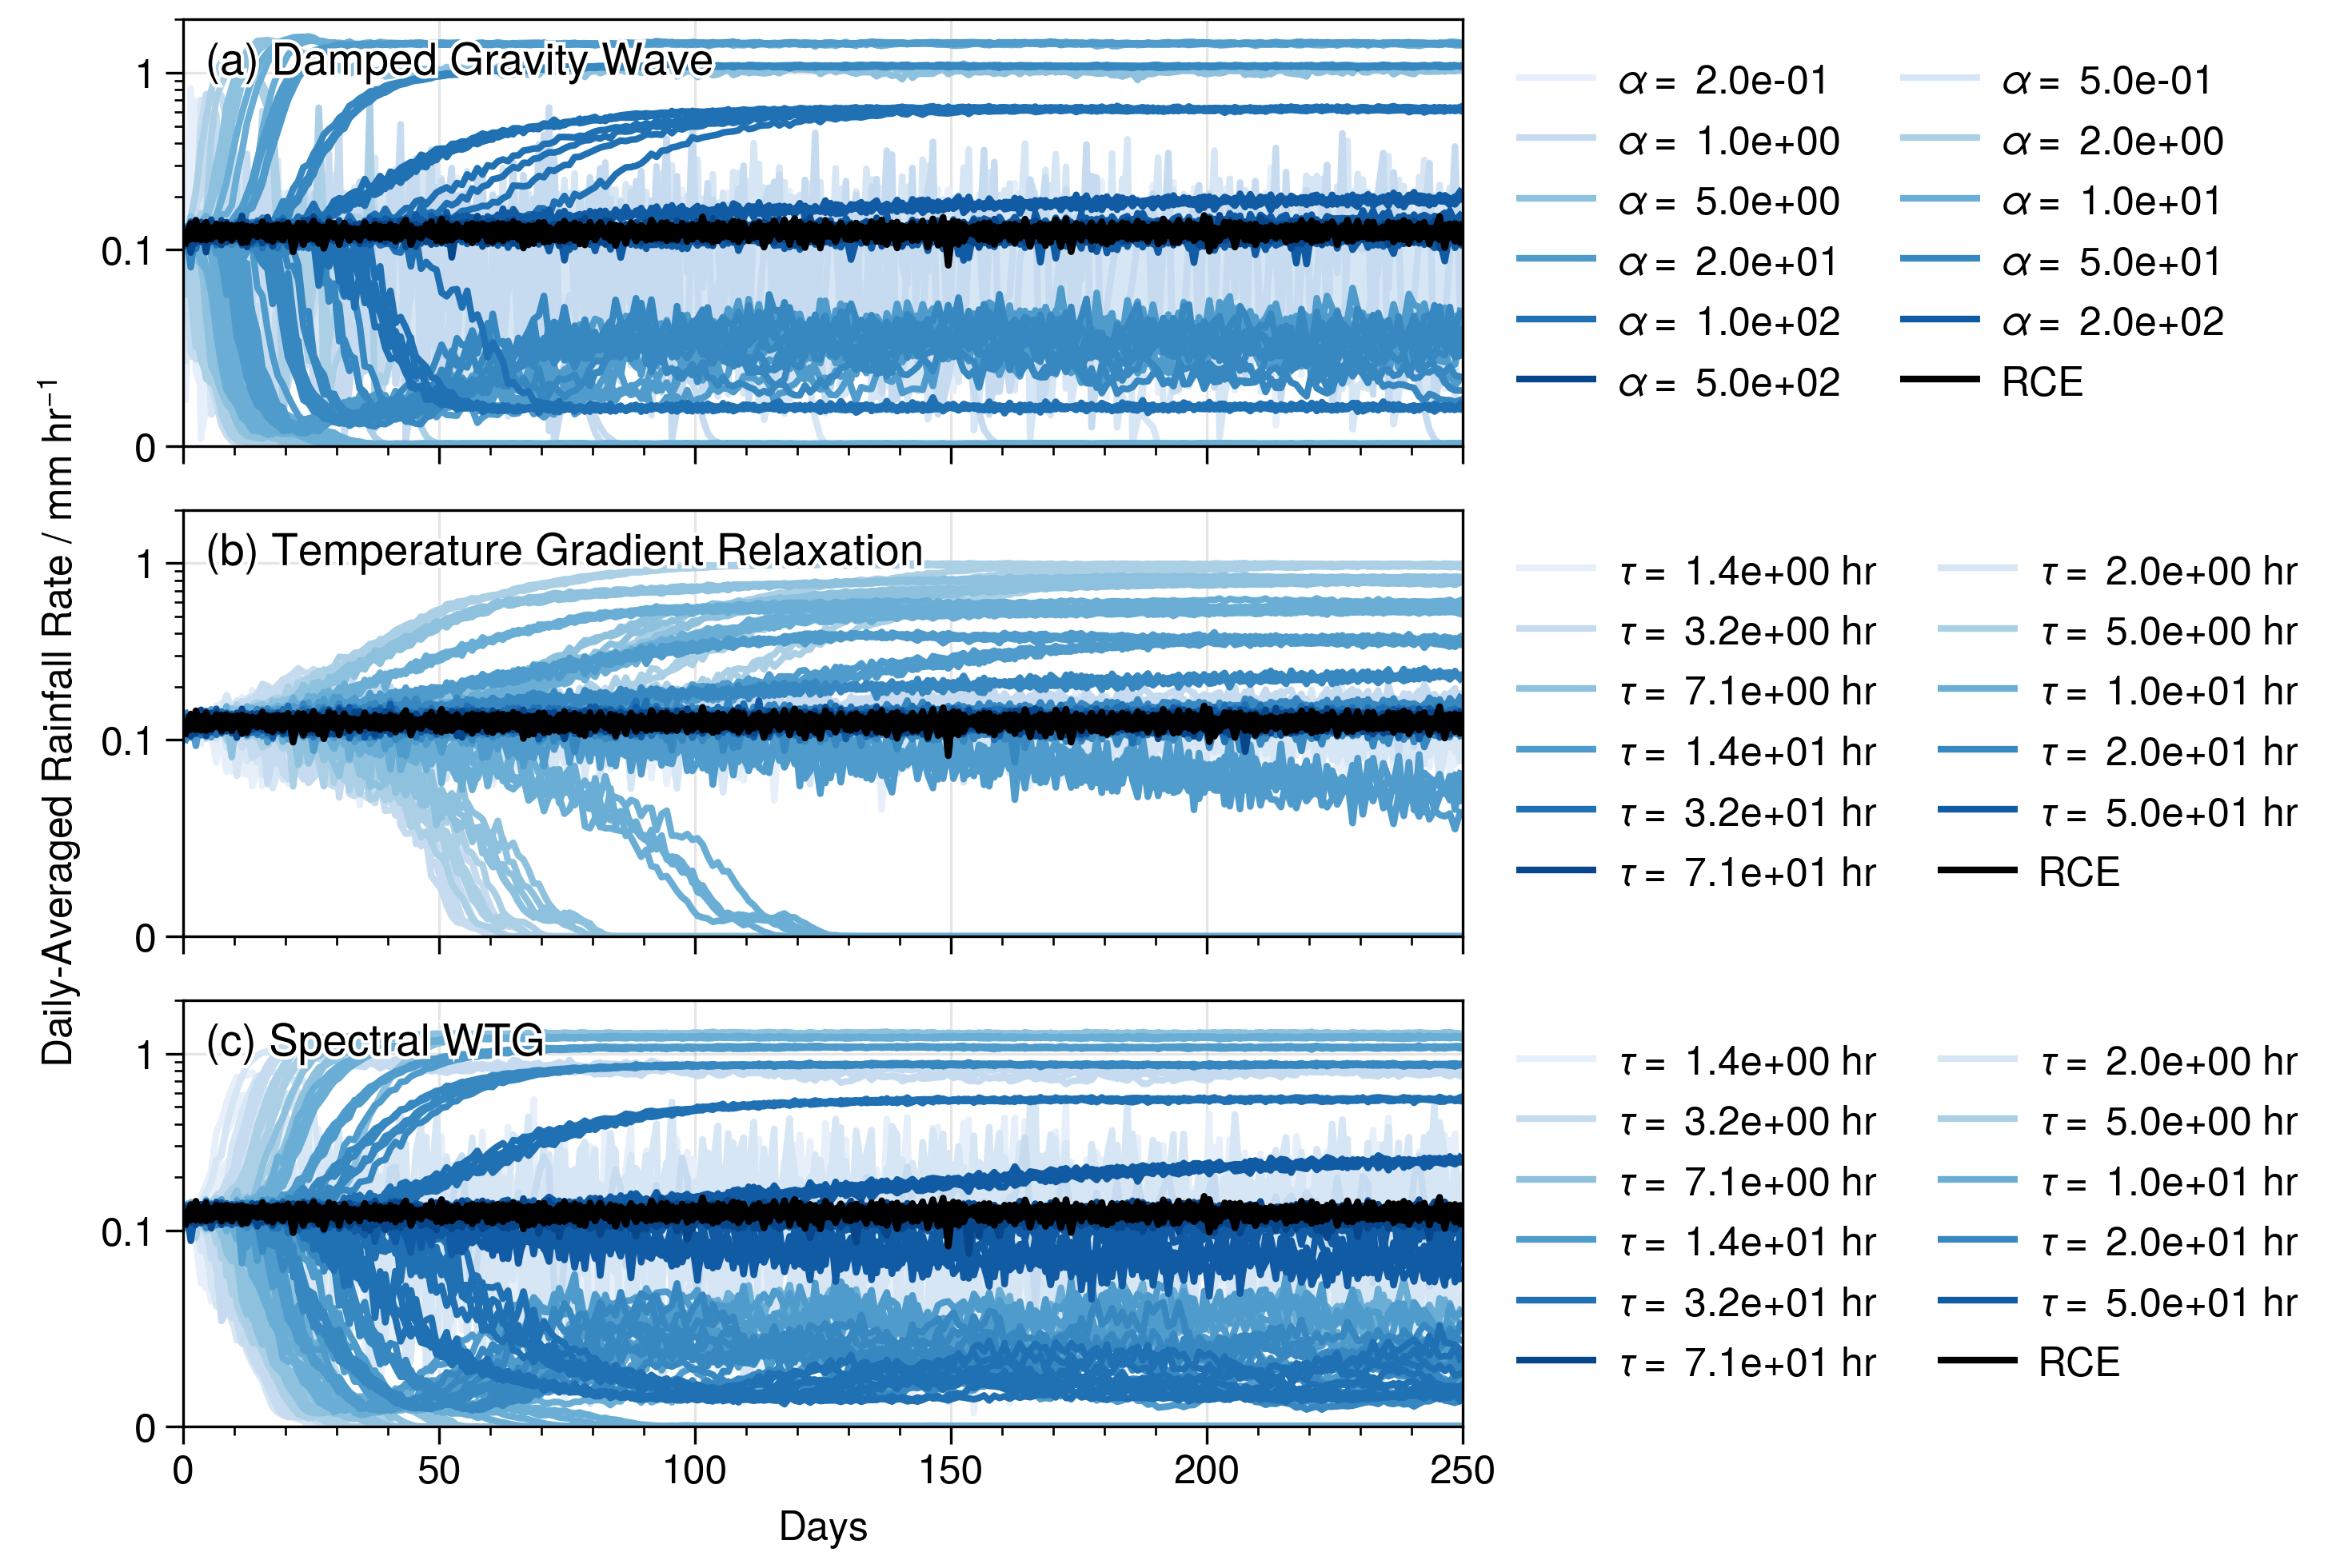 Daily-Averaged Rainfall Rate / mm hr⁻¹
(a) Damped Gravity Wave
1
0.1
0
α = 2.0e-01
α = 5.0e-01
α = 1.0e+00
α = 2.0e+00
α = 5.0e+00
α = 1.0e+01
α = 2.0e+01
α = 5.0e+01
α = 1.0e+02
α = 2.0e+02
α = 5.0e+02
RCE
(b) Temperature Gradient Relaxation
1
0.1
0
τ = 1.4e+00 hr
τ = 2.0e+00 hr
τ = 3.2e+00 hr
τ = 5.0e+00 hr
τ = 7.1e+00 hr
τ = 1.0e+01 hr
τ = 1.4e+01 hr
τ = 2.0e+01 hr
τ = 3.2e+01 hr
τ = 5.0e+01 hr
τ = 7.1e+01 hr
RCE
(c) Spectral WTG
1
0.1
0
τ = 1.4e+00 hr
τ = 2.0e+00 hr
τ = 3.2e+00 hr
τ = 5.0e+00 hr
τ = 7.1e+00 hr
τ = 1.0e+01 hr
τ = 1.4e+01 hr
τ = 2.0e+01 hr
τ = 3.2e+01 hr
τ = 5.0e+01 hr
τ = 7.1e+01 hr
RCE
0 50 100 150 200 250
Days